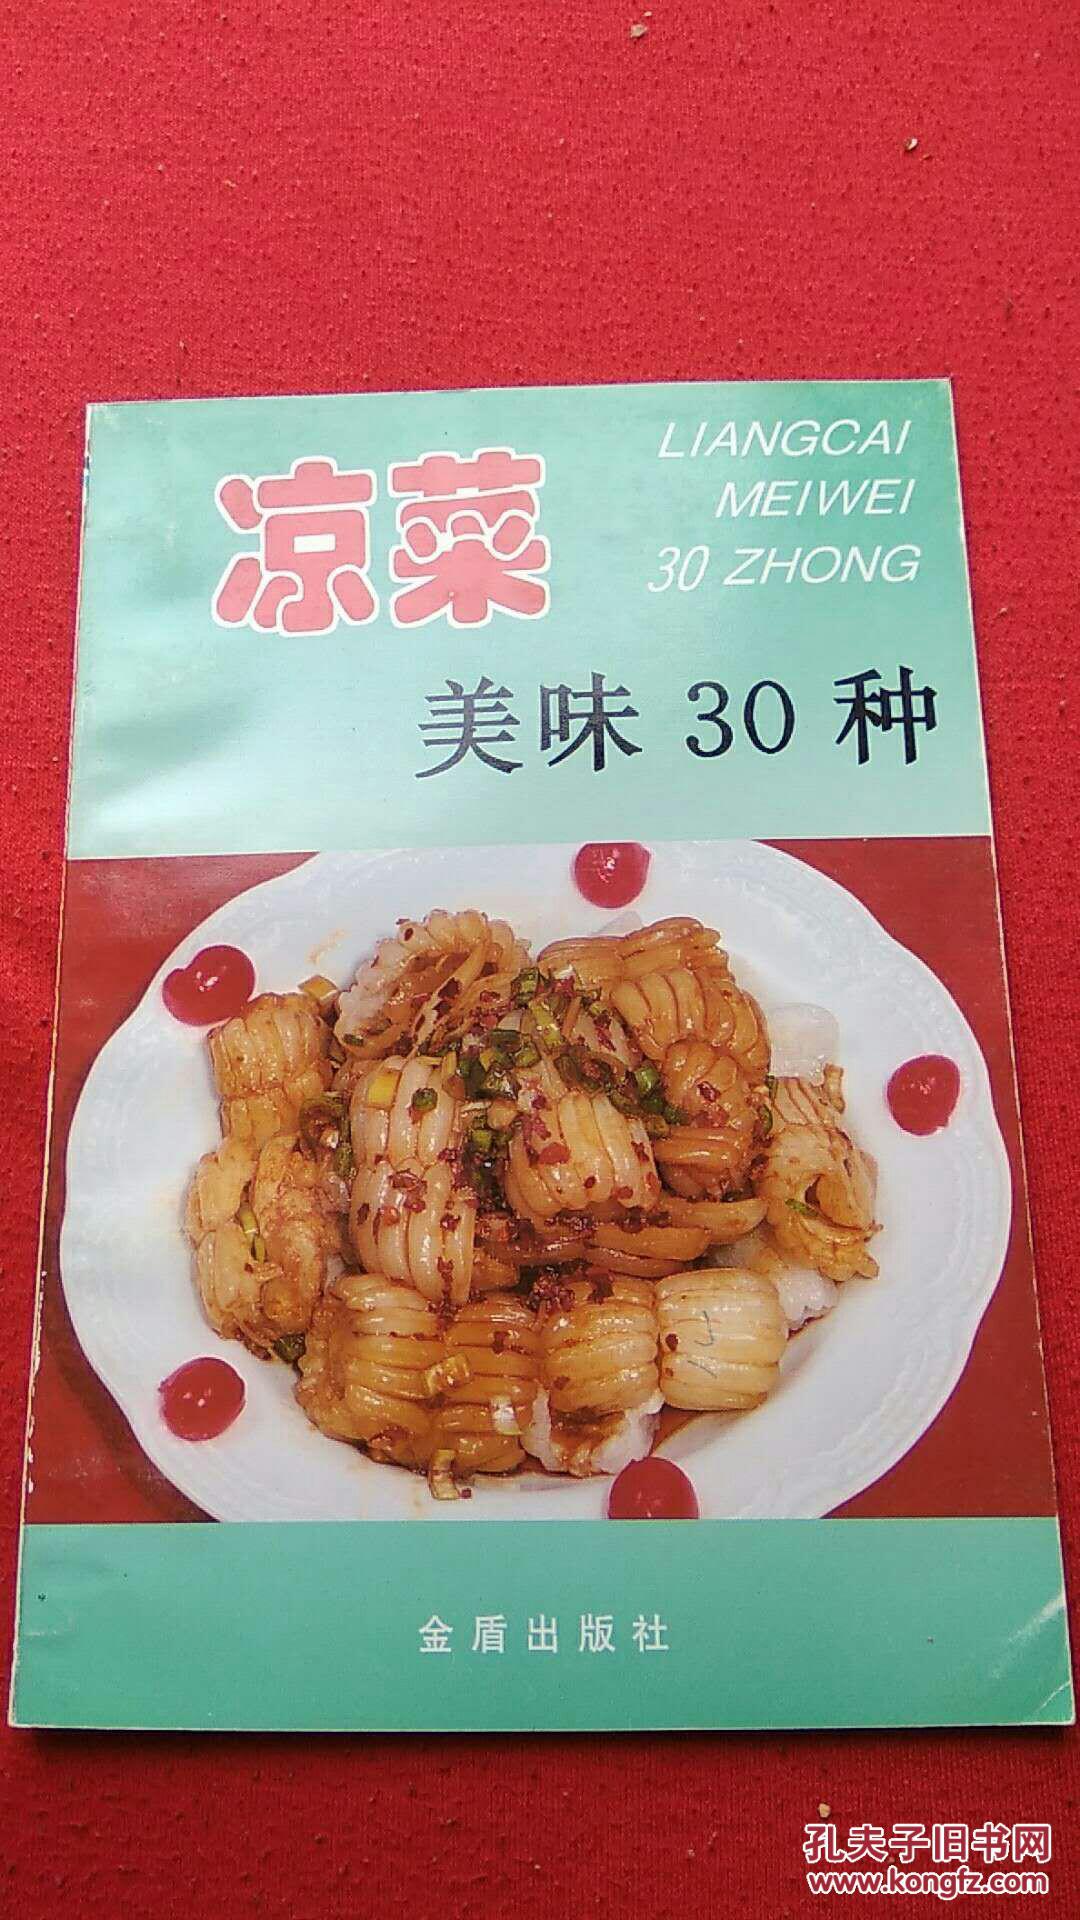 凉菜
LIANGCAI
MEIWEI
30 ZHONG
美味 30 种
金盾出版社
孔夫子旧书网
www.kongfz.com